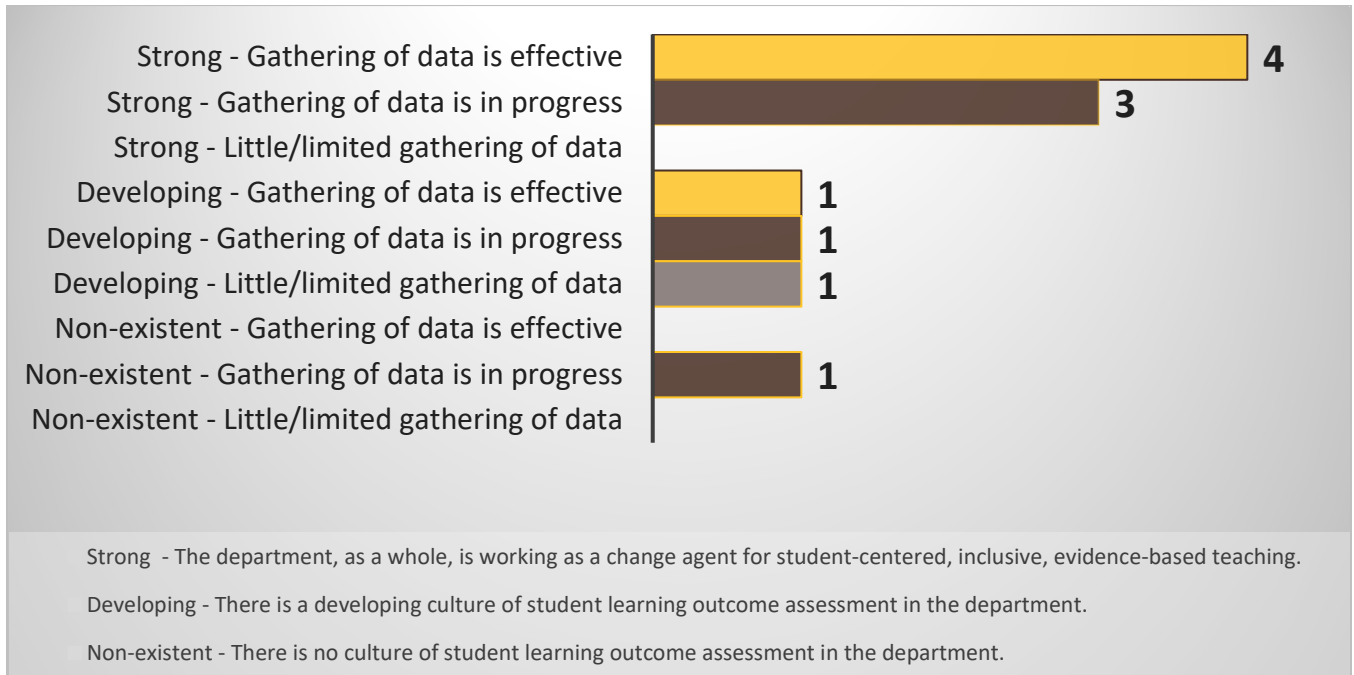 Strong - Gathering of data is effective 4
Strong - Gathering of data is in progress 3
Strong - Little/limited gathering of data
Developing - Gathering of data is effective 1
Developing - Gathering of data is in progress 1
Developing - Little/limited gathering of data 1
Non-existent - Gathering of data is effective
Non-existent - Gathering of data is in progress 1
Non-existent - Little/limited gathering of data
Strong - The department, as a whole, is working as a change agent for student-centered, inclusive, evidence-based teaching.
Developing - There is a developing culture of student learning outcome assessment in the department.
Non-existent - There is no culture of student learning outcome assessment in the department.